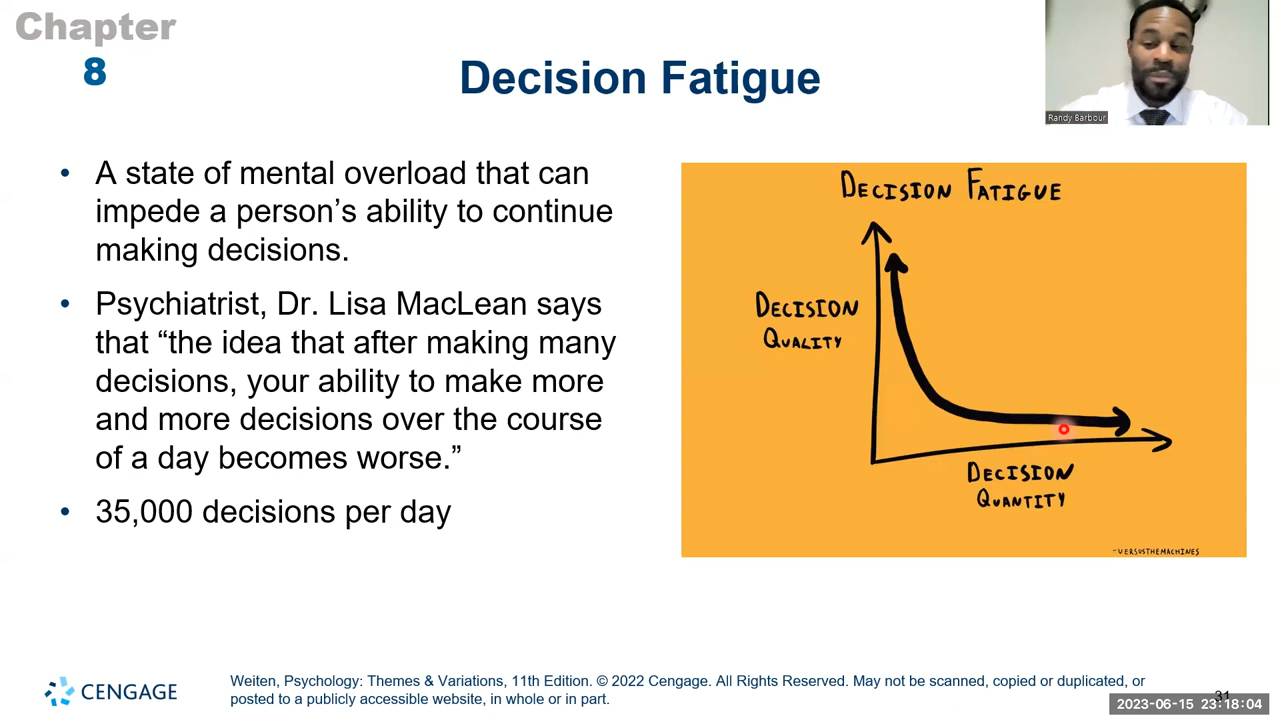 Chapter
8
Decision Fatigue
Randy Barbour
• A state of mental overload that can
impede a person’s ability to continue
making decisions.
• Psychiatrist, Dr. Lisa MacLean says
that “the idea that after making many
decisions, your ability to make more
and more decisions over the course
of a day becomes worse.”
• 35,000 decisions per day
DECISION FATIGUE
DECISION
QUALITY
DECISION
QUANTITY
-VERSUSTHEMACHINES
CENGAGE
Weiten, Psychology: Themes & Variations, 11th Edition. © 2022 Cengage. All Rights Reserved. May not be scanned, copied or duplicated, or
posted to a publicly accessible website, in whole or in part.
31
2023-06-15 23:18:04